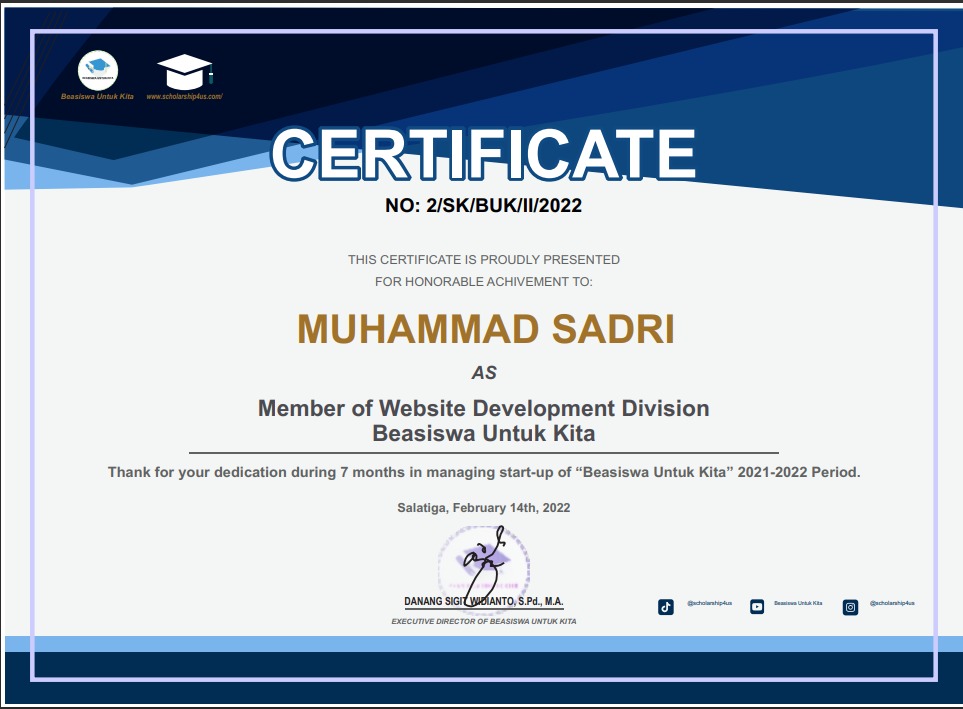 Beasiswa Untuk Kita
www.scholarship4us.com/
CERTIFICATE
NO: 2/SK/BUK/II/2022
THIS CERTIFICATE IS PROUDLY PRESENTED
FOR HONORABLE ACHIVEMENT TO:
MUHAMMAD SADRI
AS
Member of Website Development Division
Beasiswa Untuk Kita
Thank for your dedication during 7 months in managing start-up of “Beasiswa Untuk Kita” 2021-2022 Period.
Salatiga, February 14th, 2022
DANANG SIGIT WIDIANTO, S.Pd., M.A.
EXECUTIVE DIRECTOR OF BEASISWA UNTUK KITA
@scholarship4us
Beasiswa Untuk Kita
@scholarship4us